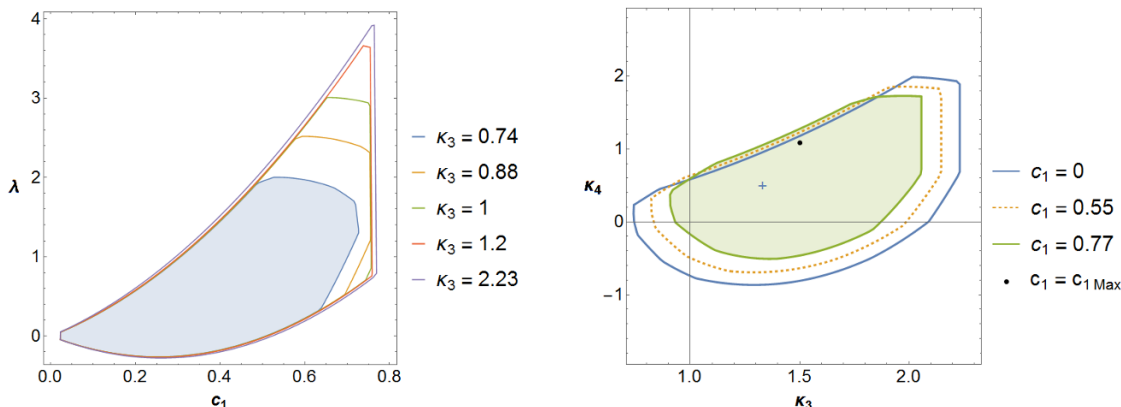 4
3
2
1
0
λ
0.0 0.2 0.4 0.6 0.8
c₁
κ₃ = 0.74
κ₃ = 0.88
κ₃ = 1
κ₃ = 1.2
κ₃ = 2.23
2
1
0
−1
κ₄
1.0 1.5 2.0
κ₃
c₁ = 0
c₁ = 0.55
c₁ = 0.77
c₁ = c₁ Max